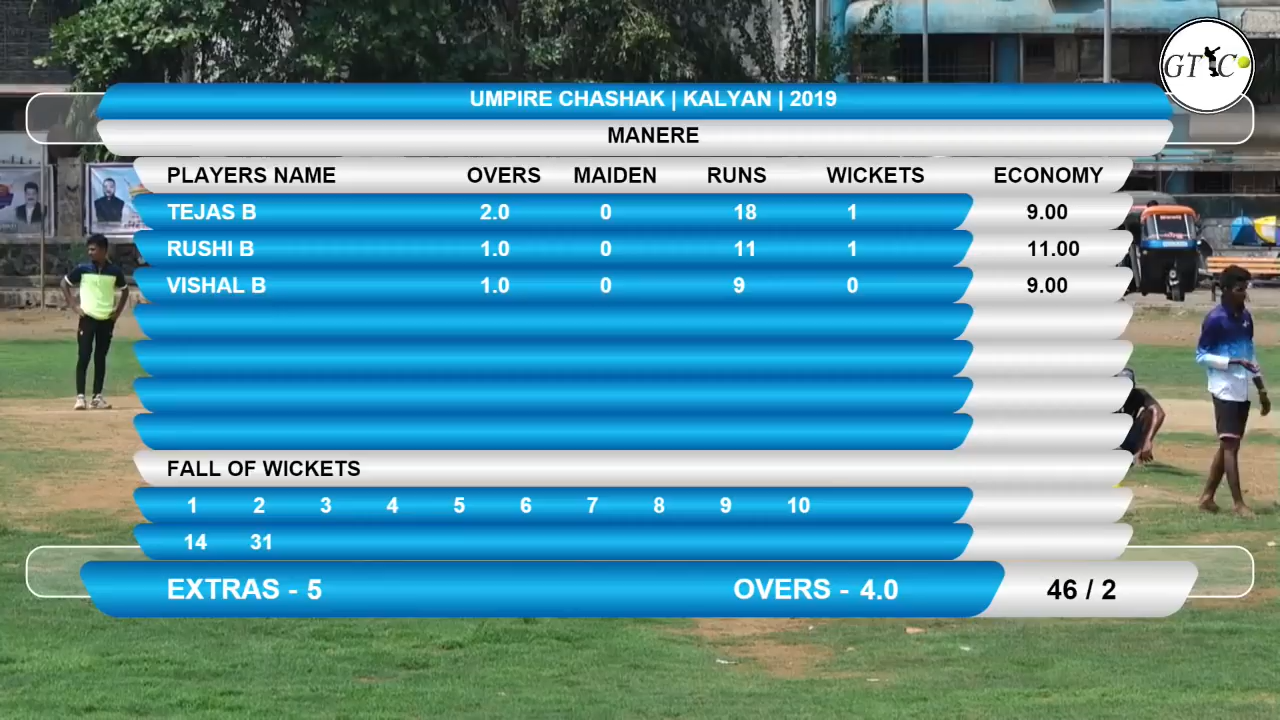 GTC
UMPIRE CHASHAK | KALYAN | 2019
MANERE
PLAYERS NAME OVERS MAIDEN RUNS WICKETS ECONOMY
TEJAS B 2.0 0 18 1 9.00
RUSHI B 1.0 0 11 1 11.00
VISHAL B 1.0 0 9 0 9.00
FALL OF WICKETS
1 2 3 4 5 6 7 8 9 10
14 31
EXTRAS - 5 OVERS - 4.0 46 / 2